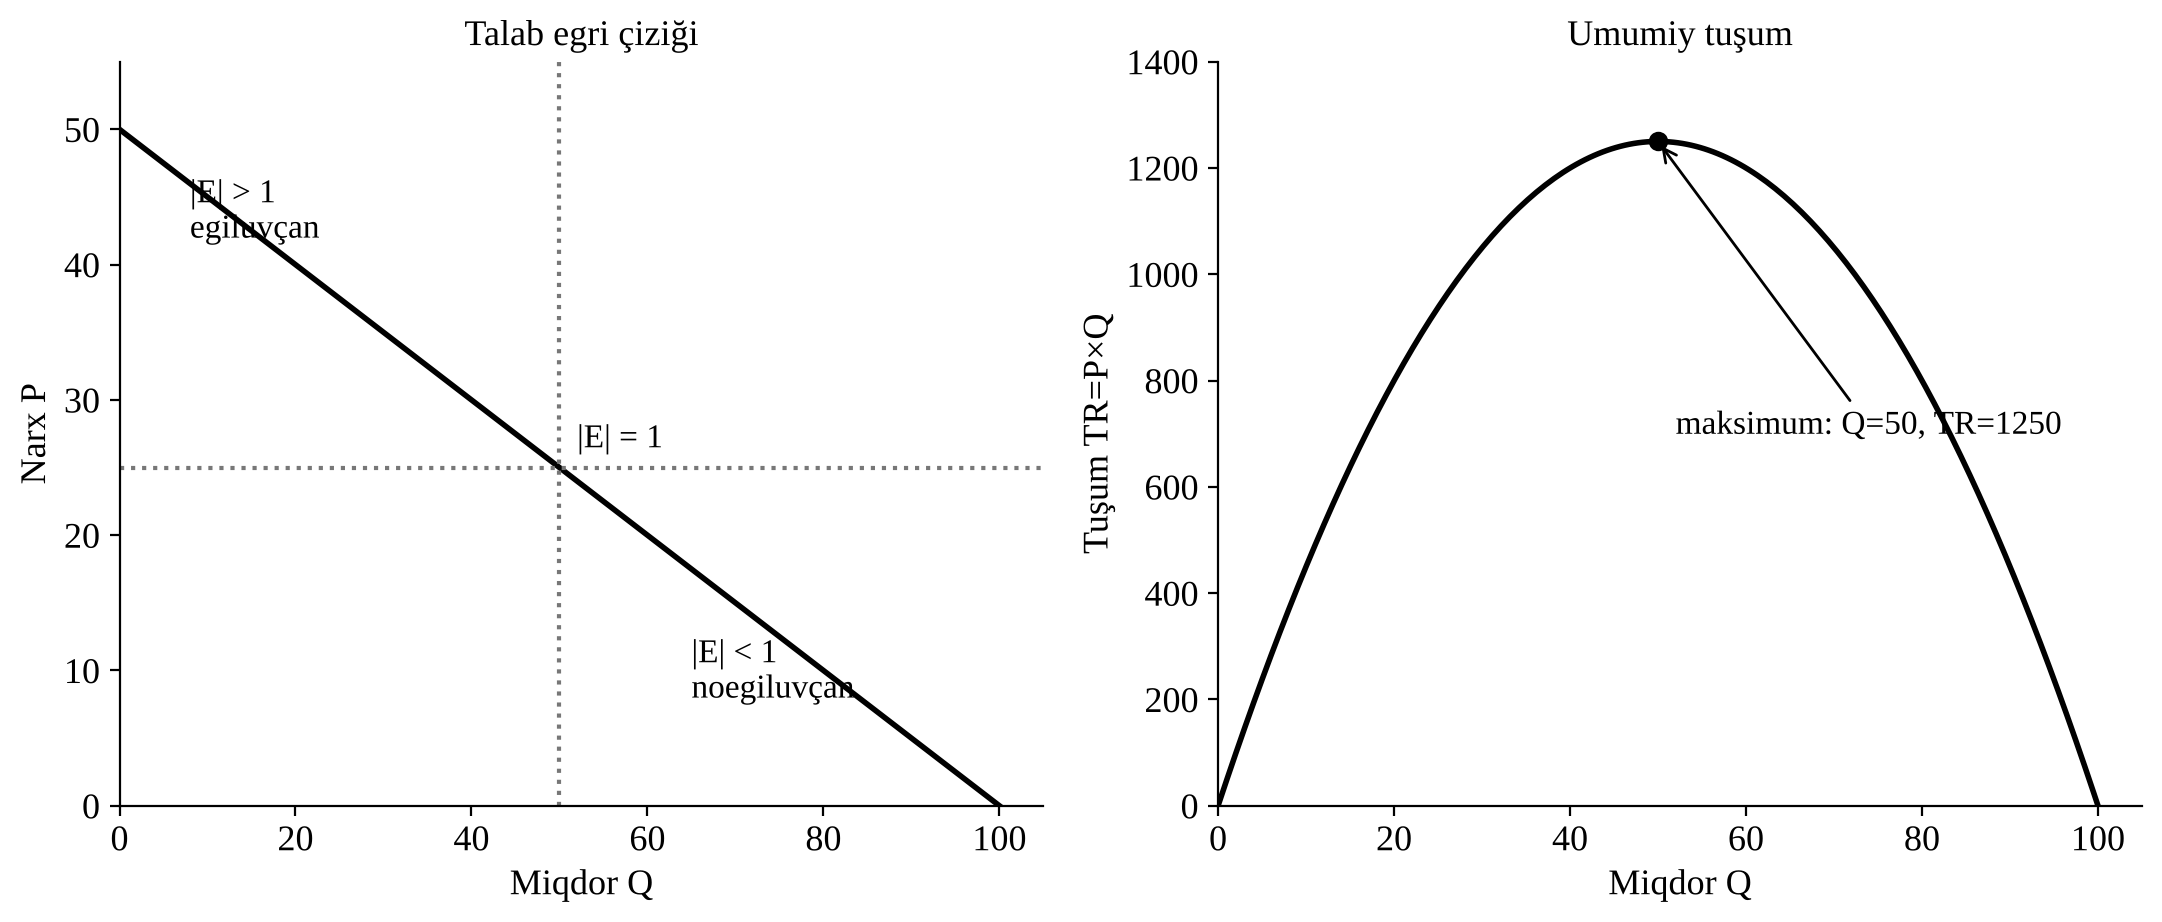 Talab egri çiziği
Narx P
50
40
30
20
10
0
|E| > 1
egiluvçan
|E| = 1
|E| < 1
noegiluvçan
0 20 40 60 80 100
Miqdor Q
Umumiy tuşum
Tuşum TR=P×Q
1400
1200
1000
800
600
400
200
0
maksimum: Q=50, TR=1250
0 20 40 60 80 100
Miqdor Q